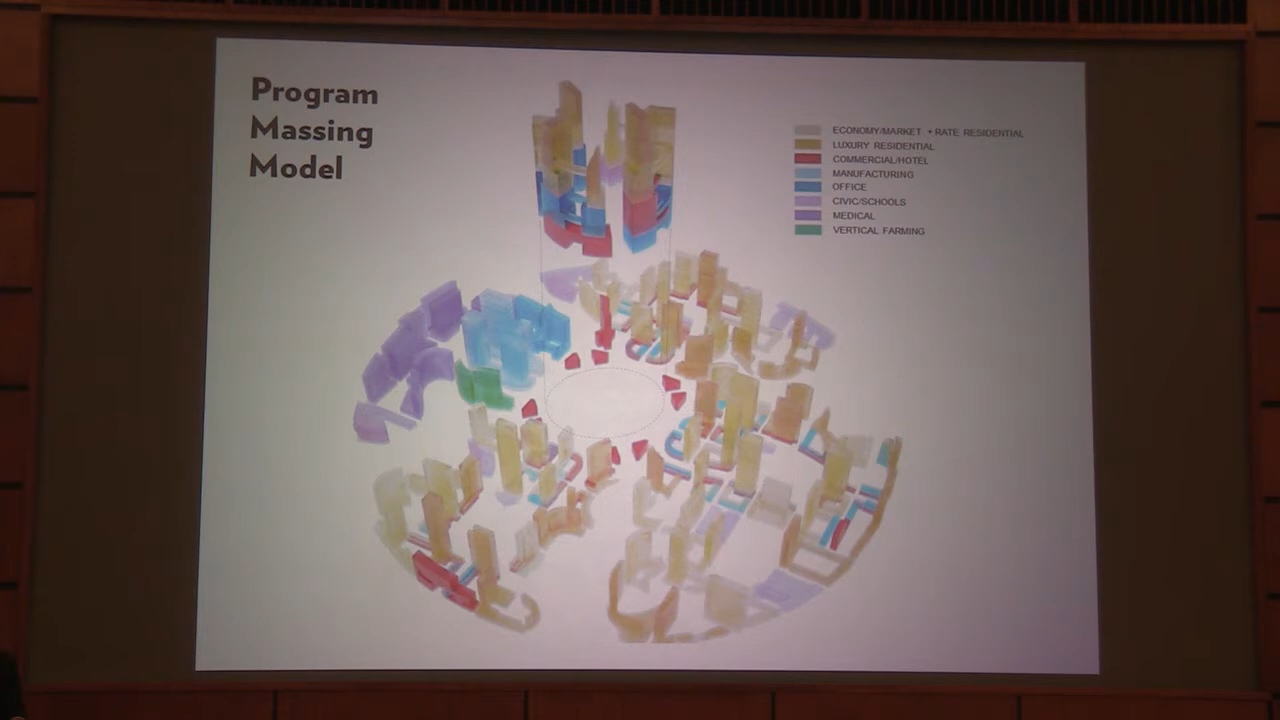 Program
Massing
Model
ECONOMY/MARKET + RATE RESIDENTIAL
LUXURY RESIDENTIAL
COMMERCIAL/HOTEL
MANUFACTURING
OFFICE
CIVIC/SCHOOLS
MEDICAL
VERTICAL FARMING